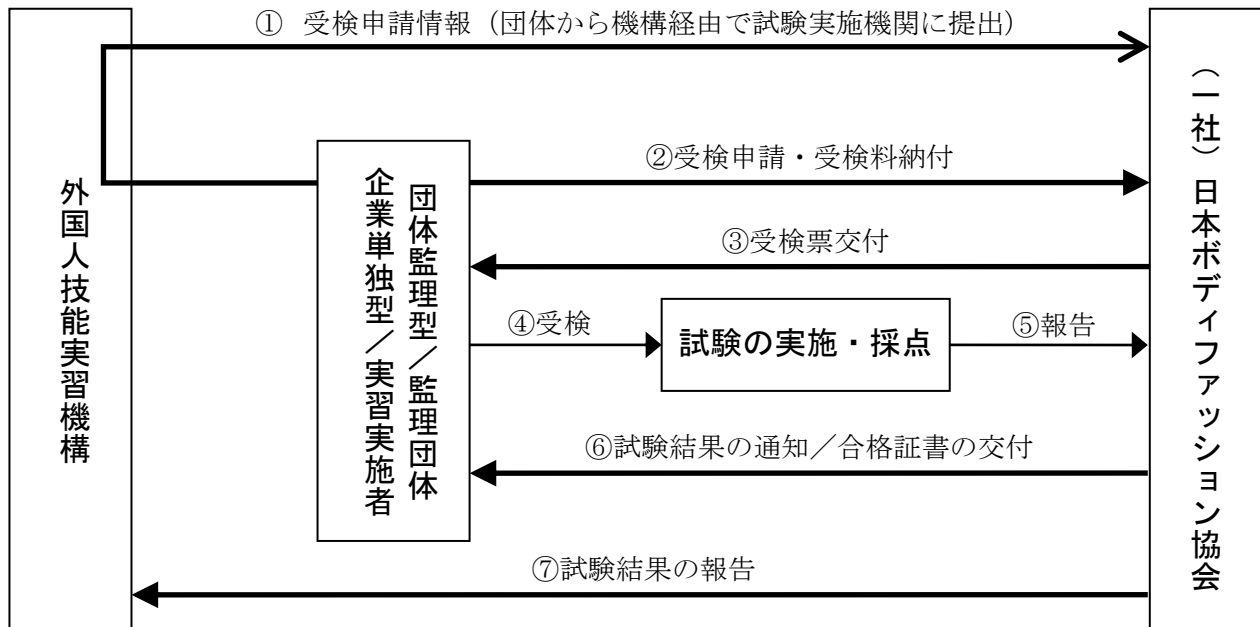 ① 受検申請情報（団体から機構経由で試験実施機関に提出）
外国人技能実習機構
団体監理型／監理団体
企業単独型／実習実施者
②受検申請・受検料納付
③受検票交付
④受検
試験の実施・採点
⑤報告
⑥試験結果の通知／合格証書の交付
⑦試験結果の報告
（一社）日本ボディファッション協会